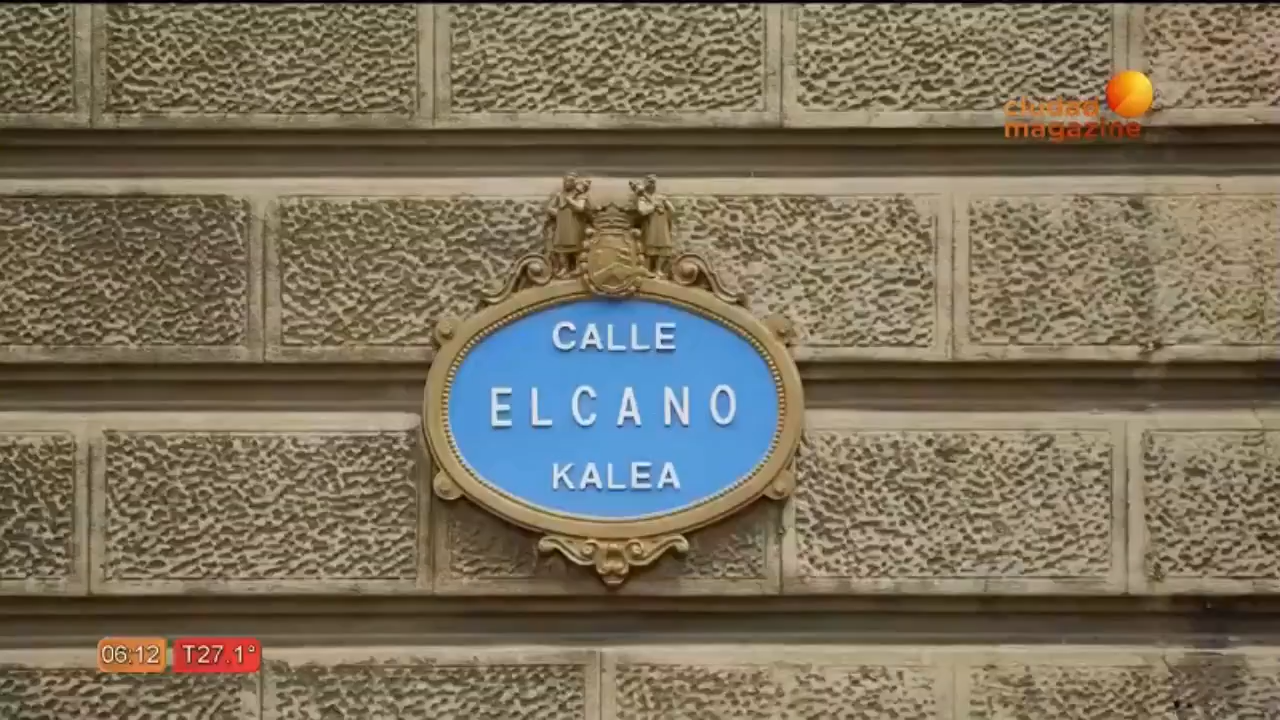 ciudad
magazine
CALLE
ELCANO
KALEA
06:12 T27.1°